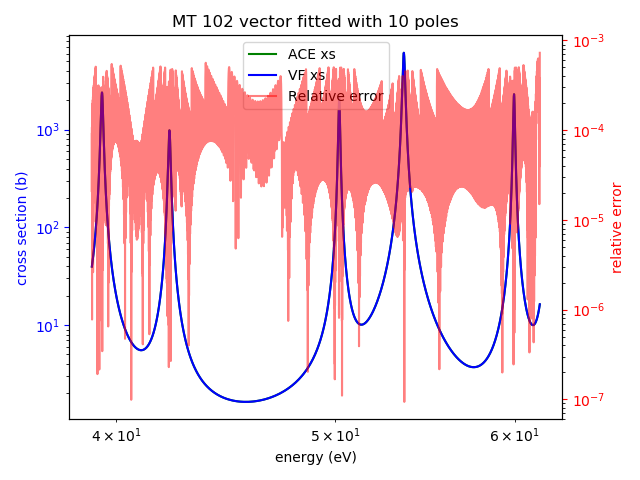 MT 102 vector fitted with 10 poles
ACE xs
VF xs
Relative error
cross section (b)
10³
10²
10¹
relative error
10⁻³
10⁻⁴
10⁻⁵
10⁻⁶
10⁻⁷
4 × 10¹
5 × 10¹
6 × 10¹
energy (eV)